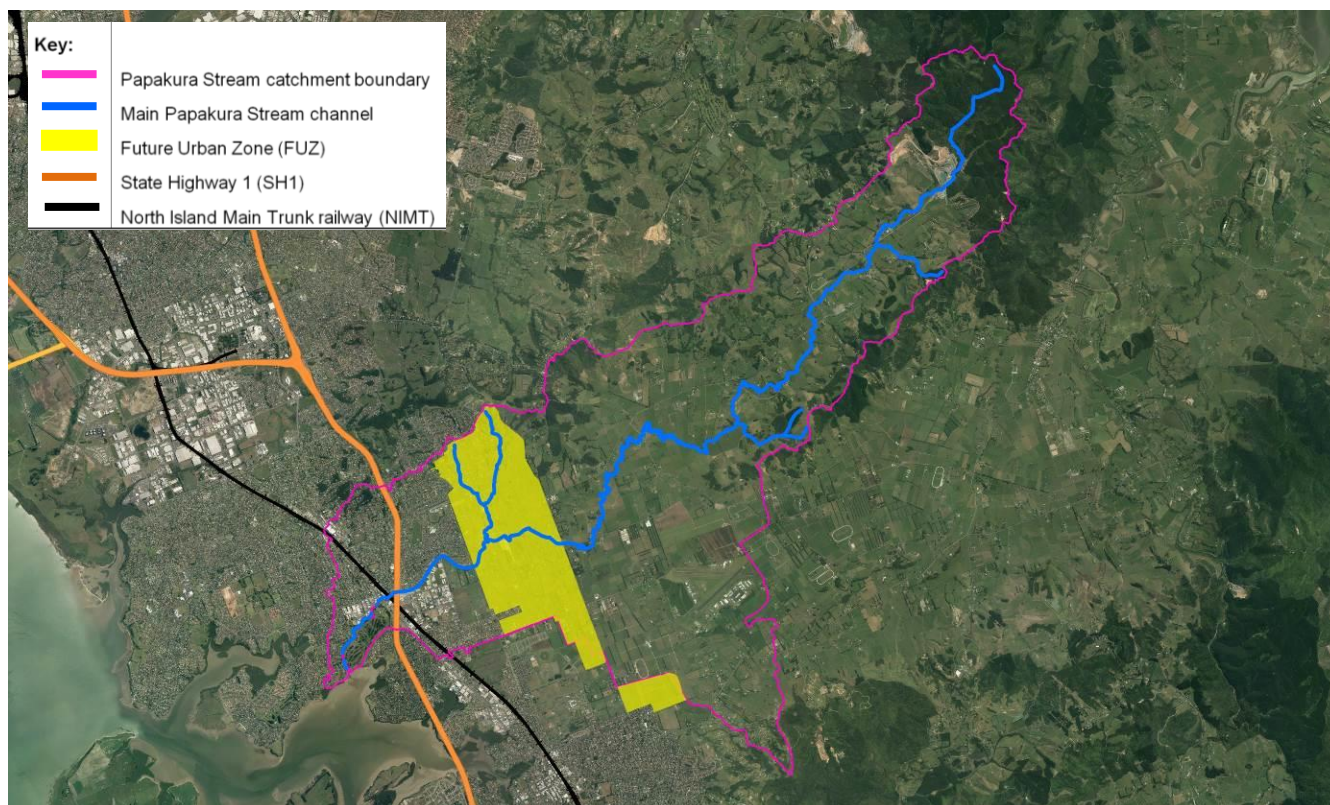 Key:
Papakura Stream catchment boundary
Main Papakura Stream channel
Future Urban Zone (FUZ)
State Highway 1 (SH1)
North Island Main Trunk railway (NIMT)